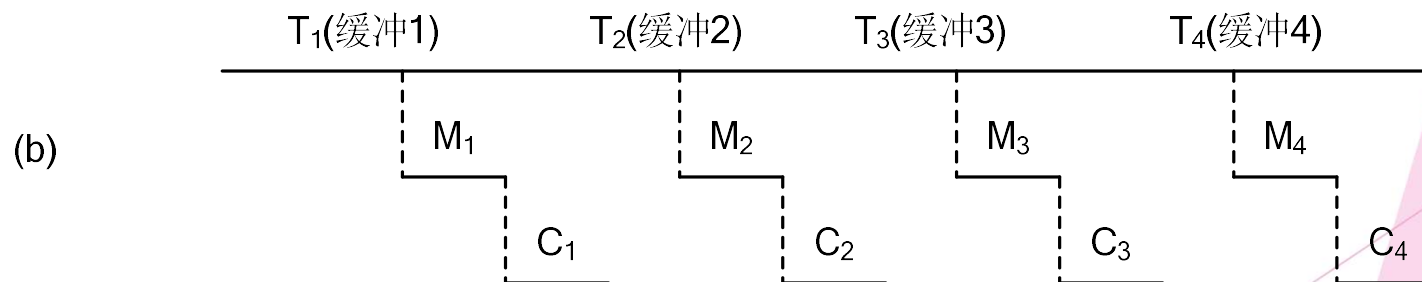 T₁(缓冲1) T₂(缓冲2) T₃(缓冲3) T₄(缓冲4)
(b) M₁ M₂ M₃ M₄
C₁ C₂ C₃ C₄